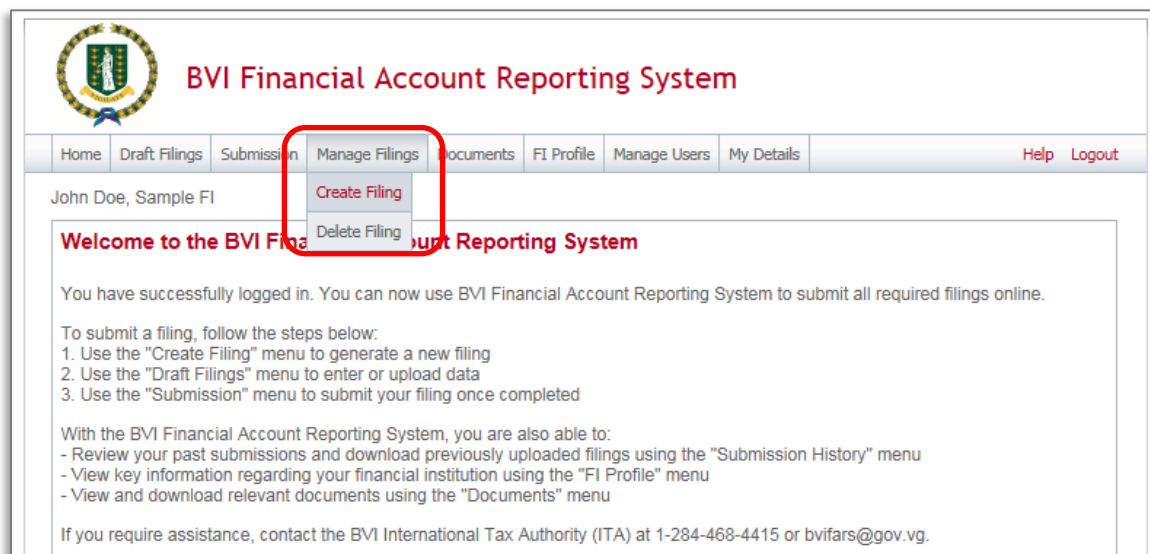 BVI Financial Account Reporting System
Home Draft Filings Submission Manage Filings Documents FI Profile Manage Users My Details Help Logout
John Doe, Sample FI
Create Filing
Delete Filing
Welcome to the BVI Fina unt Reporting System
You have successfully logged in. You can now use BVI Financial Account Reporting System to submit all required filings online.
To submit a filing, follow the steps below:
1. Use the "Create Filing" menu to generate a new filing
2. Use the "Draft Filings" menu to enter or upload data
3. Use the "Submission" menu to submit your filing once completed
With the BVI Financial Account Reporting System, you are also able to:
- Review your past submissions and download previously uploaded filings using the "Submission History" menu
- View key information regarding your financial institution using the "FI Profile" menu
- View and download relevant documents using the "Documents" menu
If you require assistance, contact the BVI International Tax Authority (ITA) at 1-284-468-4415 or bvifars@gov.vg.